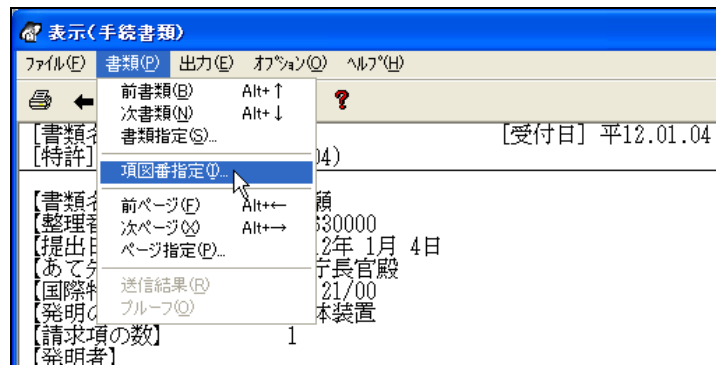 表示(手続書類)
ファイル(F) 書類(P) 出力(E) オプション(O) ヘルプ(H)
前書類(B) Alt+↑
次書類(N) Alt+↓
書類指定(S)...
項図番指定(I)...
前ページ(F) Alt+←
次ページ(X) Alt+→
ページ指定(P)...
送信結果(R)
プルーフ(O)
?
[書類名 [受付日] 平12.01.04
[特許] 04)
【書類名 願
【整理番 630000
【提出日 2年 1月 4日
【あて先 庁長官殿
【国際特 21/00
【発明の 体装置
【請求項の数】 1
【発明者】